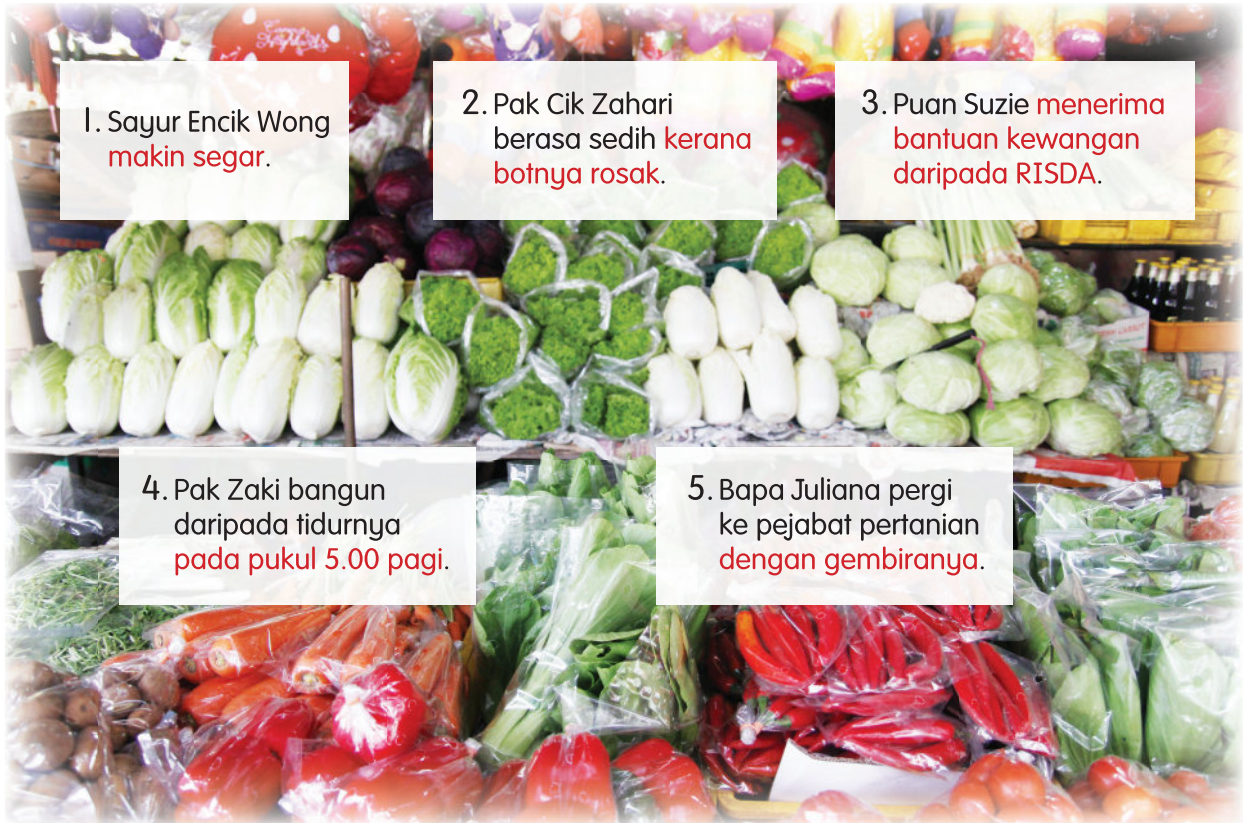 1. Sayur Encik Wong
makin segar.
2. Pak Cik Zahari
berasa sedih kerana
botnya rosak.
3. Puan Suzie menerima
bantuan kewangan
daripada RISDA.
4. Pak Zaki bangun
daripada tidurnya
pada pukul 5.00 pagi.
5. Bapa Juliana pergi
ke pejabat pertanian
dengan gembiranya.